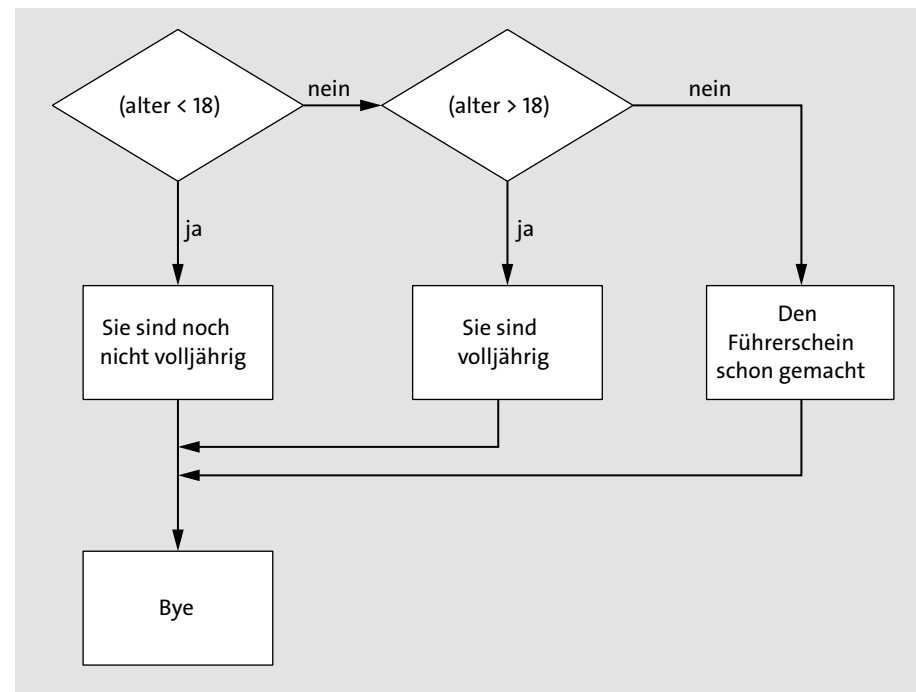 (alter < 18)
nein
(alter > 18)
nein
ja
ja
Sie sind noch
nicht volljährig
Sie sind
volljährig
Den
Führerschein
schon gemacht
Bye